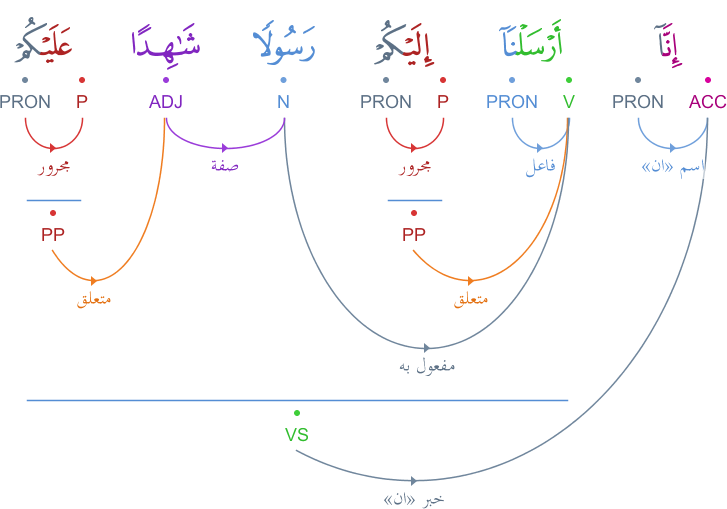 إِنَّآ أَرْسَلْنَآ إِلَيْكُمْ رَسُولًا شَـٰهِدًا عَلَيْكُمْ
ACC PRON V PRON P PRON N ADJ P PRON
اسم «ان» فاعل مجرور صفة مجرور
PP PP
متعلق متعلق
مفعول به
VS
خبر «ان»